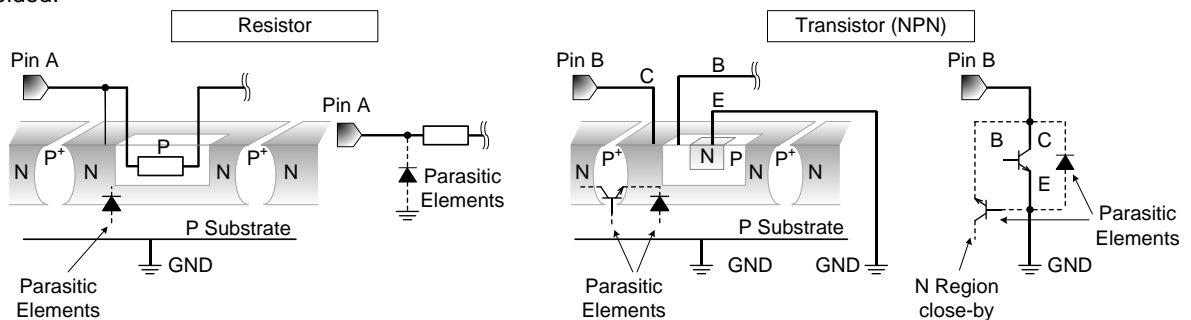 Resistor
Transistor (NPN)
Pin A
Pin A
P
N
P+
N
P+
N
N
Parasitic
Elements
P Substrate
GND
Parasitic
Elements
Pin B
C
B
E
N
P+
N
N
P
P+
N
N
P Substrate
GND
GND
Parasitic
Elements
Pin B
B
C
E
Parasitic
Elements
GND
N Region
close-by